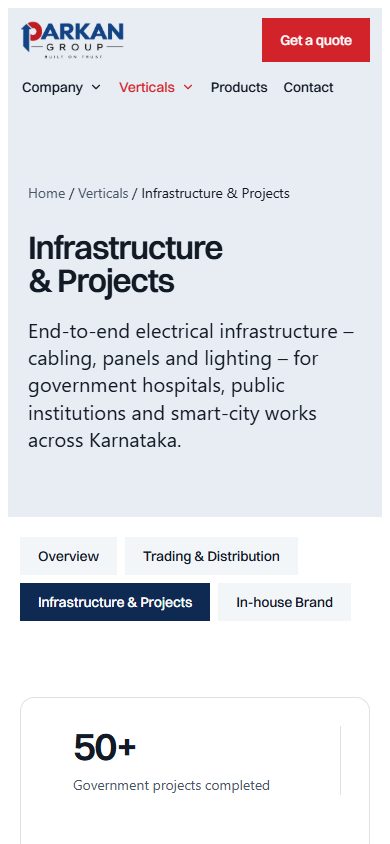 PARKAN
GROUP
BUILT ON TRUST
Get a quote
Company
Verticals
Products
Contact
Home / Verticals / Infrastructure & Projects
Infrastructure
& Projects
End-to-end electrical infrastructure –
cabling, panels and lighting – for
government hospitals, public
institutions and smart-city works
across Karnataka.
Overview
Trading & Distribution
Infrastructure & Projects
In-house Brand
50+
Government projects completed